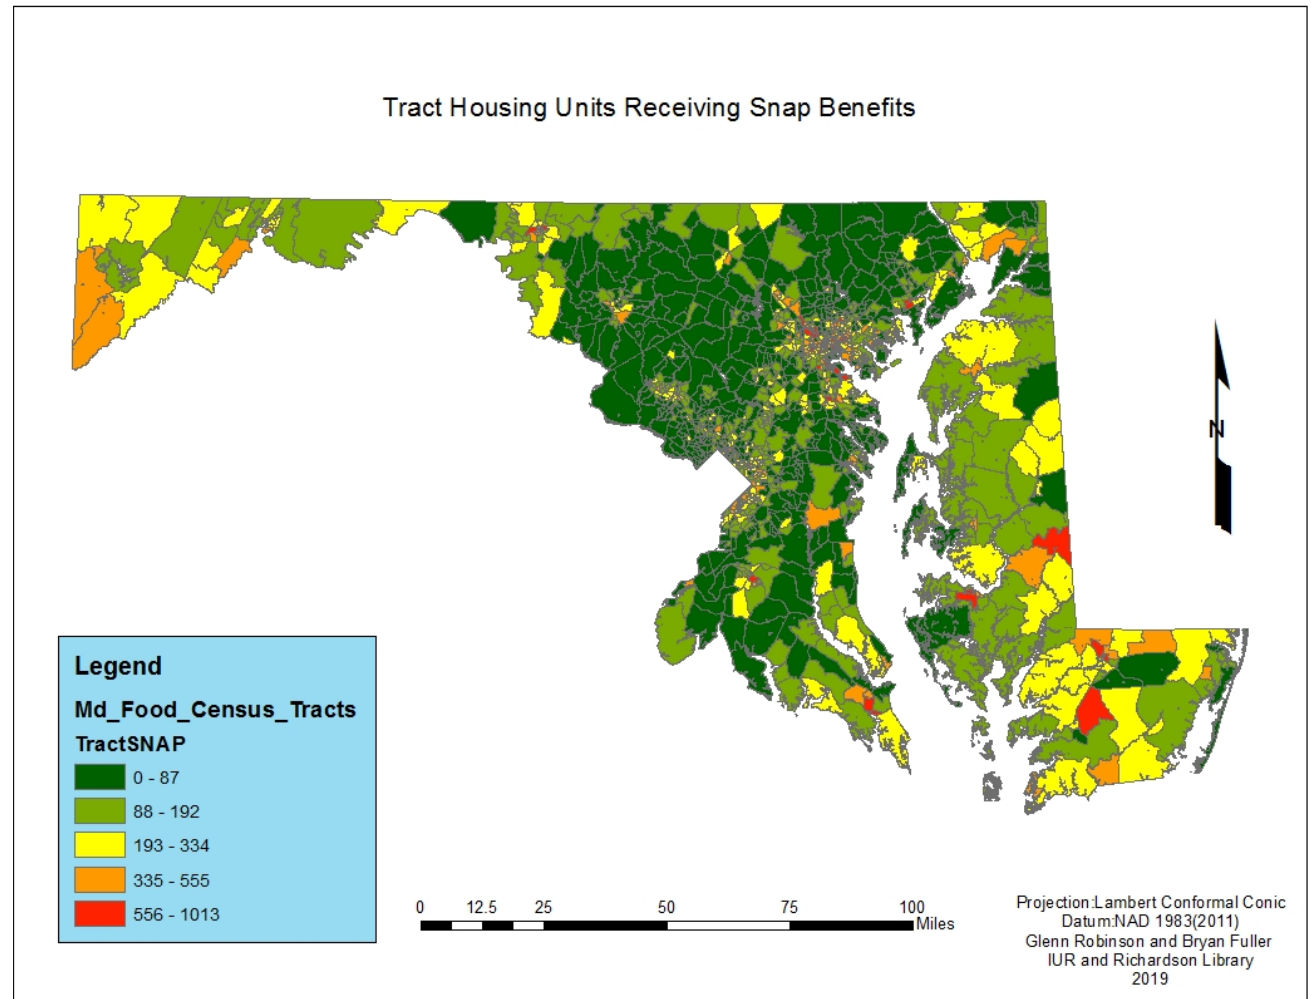 Tract Housing Units Receiving Snap Benefits
N
Legend
Md_Food_Census_Tracts
TractSNAP
0 - 87
88 - 192
193 - 334
335 - 555
556 - 1013
0 12.5 25 50 75 100
Miles
Projection:Lambert Conformal Conic
Datum:NAD 1983(2011)
Glenn Robinson and Bryan Fuller
IUR and Richardson Library
2019